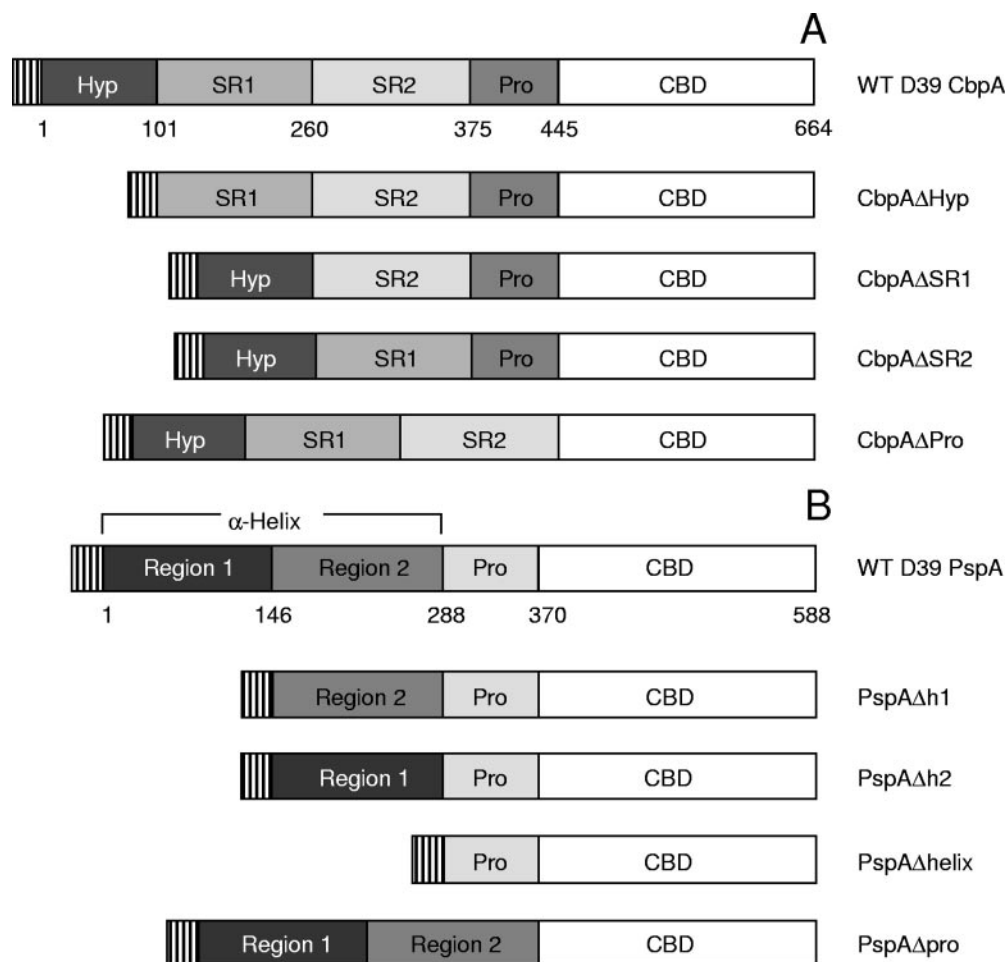 A
Hyp SR1 SR2 Pro CBD WT D39 CbpA
1 101 260 375 445 664
SR1 SR2 Pro CBD CbpAΔHyp
Hyp SR2 Pro CBD CbpAΔSR1
Hyp SR1 Pro CBD CbpAΔSR2
Hyp SR1 SR2 CBD CbpAΔPro
B
α-Helix
Region 1 Region 2 Pro CBD WT D39 PspA
1 146 288 370 588
Region 2 Pro CBD PspAΔh1
Region 1 Pro CBD PspAΔh2
Pro CBD PspAΔhelix
Region 1 Region 2 CBD PspAΔpro